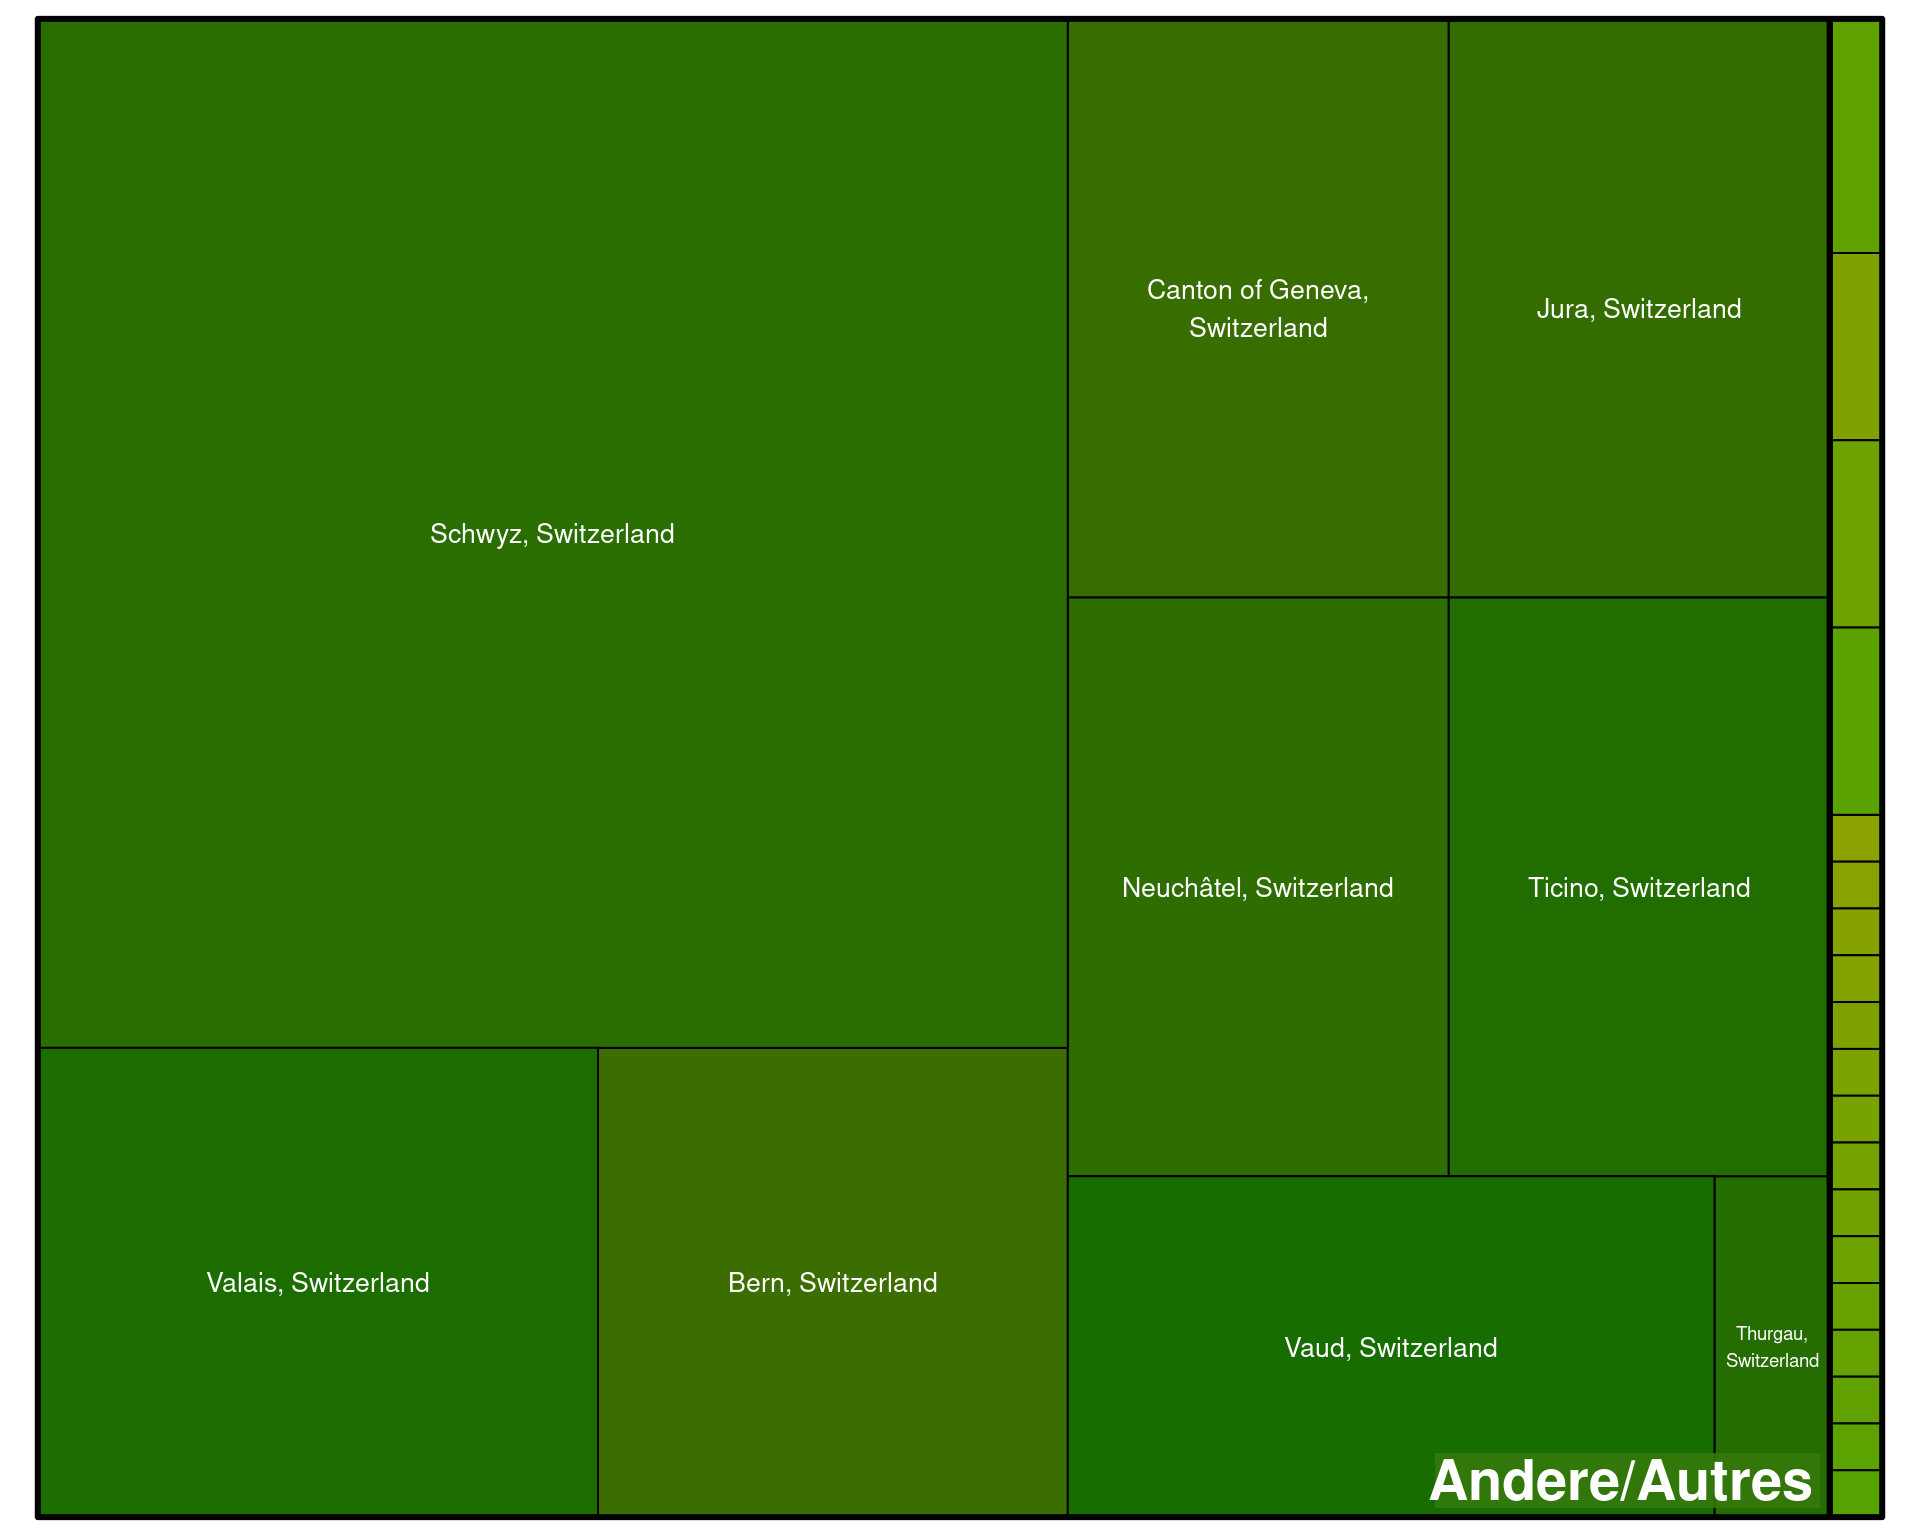 Canton of Geneva,
Switzerland
Jura, Switzerland
Schwyz, Switzerland
Neuchâtel, Switzerland
Ticino, Switzerland
Valais, Switzerland
Bern, Switzerland
Vaud, Switzerland
Thurgau,
Switzerland
Andere/Autres